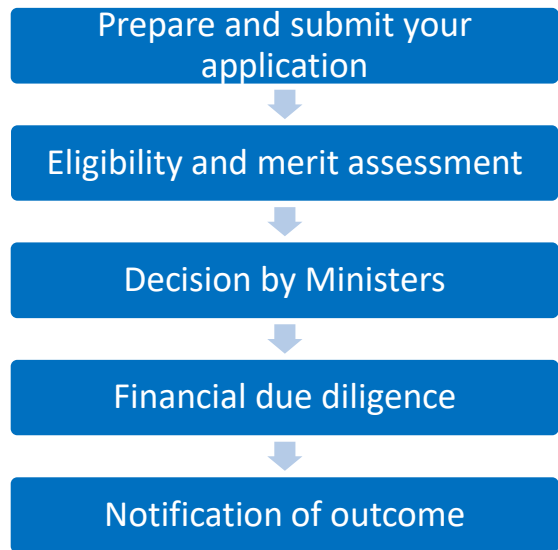 Prepare and submit your
application
Eligibility and merit assessment
Decision by Ministers
Financial due diligence
Notification of outcome